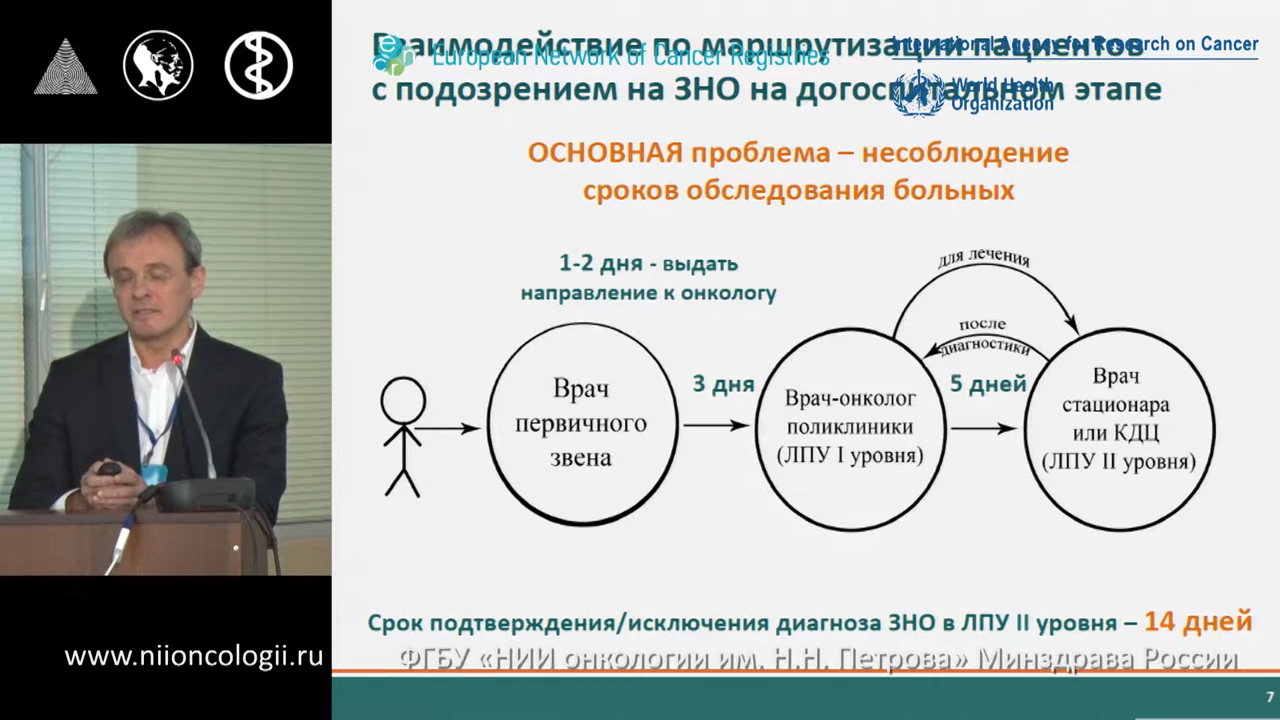 Взаимодействие по маршрутизации пациентов
с подозрением на ЗНО на догоспитальном этапе
European Network of Cancer Registries
International Agency for Research on Cancer
World Health
Organization
ОСНОВНАЯ проблема – несоблюдение
сроков обследования больных
1-2 дня - выдать
направление к онкологу
для лечения
после
диагностики
Врач
первичного
звена
3 дня
Врач-онколог
поликлиники
(ЛПУ I уровня)
5 дней
Врач
стационара
или КДЦ
(ЛПУ II уровня)
Срок подтверждения/исключения диагноза ЗНО в ЛПУ II уровня – 14 дней
www.niioncologii.ru
ФГБУ «НИИ онкологии им. Н.Н. Петрова» Минздрава России
7